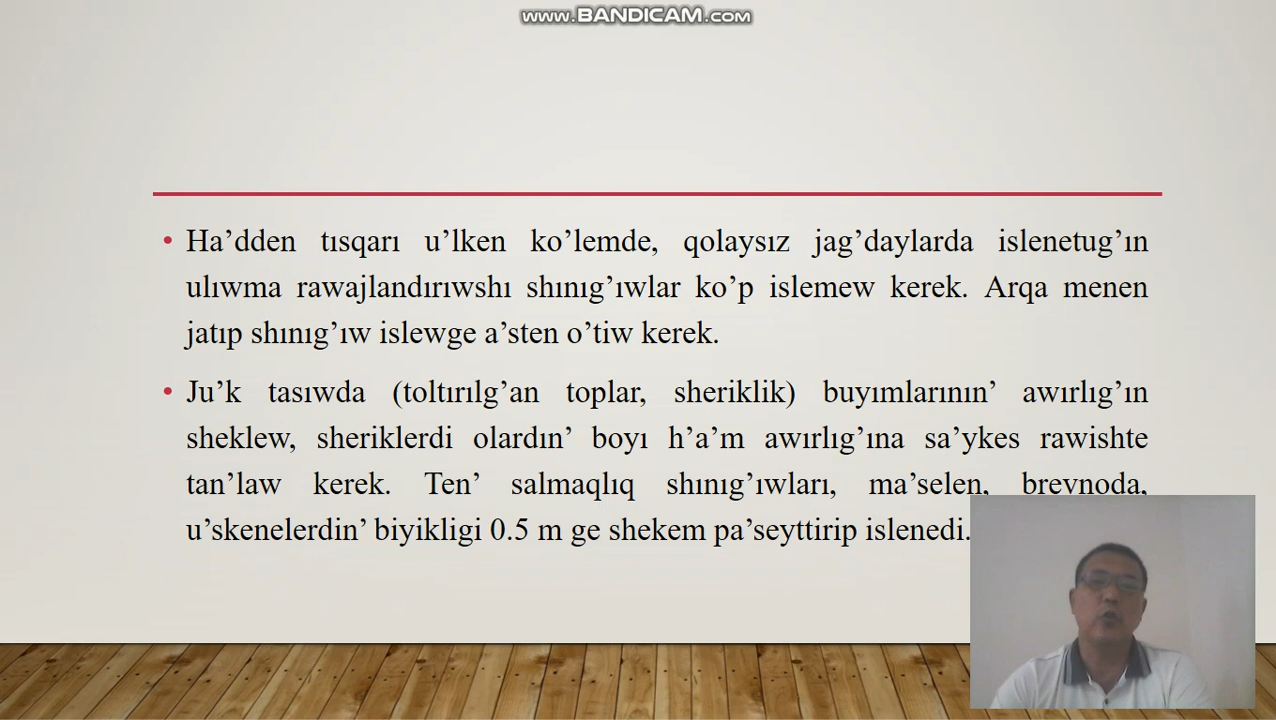 www.BANDICAM.com
• Ha’dden tısqarı u’lken ko’lemde, qolaysız jag’daylarda islenetug’ın
ulıwma rawajlandırıwshı shınıg’ıwlar ko’p islemew kerek. Arqa menen
jatıp shınıg’ıw islewge a’sten o’tiw kerek.
• Ju’k tasıwda (toltırılg’an toplar, sheriklik) buyımlarının’ awırlıg’ın
sheklew, sheriklerdi olardın’ boyı h’a’m awırlıg’ına sa’ykes rawishte
tan’law kerek. Ten’ salmaqlıq shınıg’ıwları, ma’selen, brevnoda,
u’skenelerdin’ biyikligi 0.5 m ge shekem pa’seyttirip islenedi.